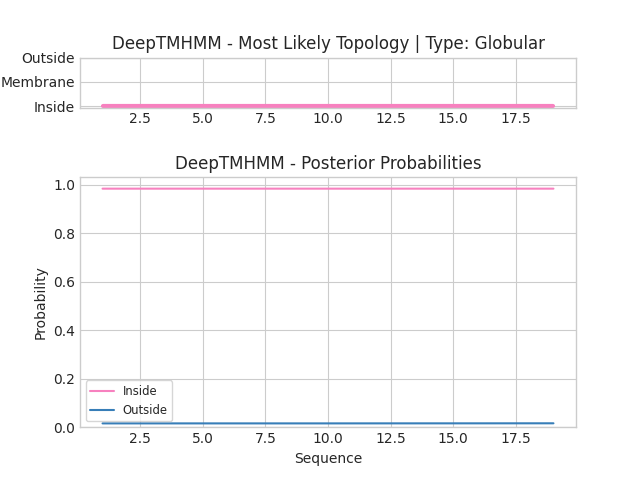 DeepTMHMM - Most Likely Topology | Type: Globular
Outside
Membrane
Inside
2.5 5.0 7.5 10.0 12.5 15.0 17.5
DeepTMHMM - Posterior Probabilities
1.0
0.8
0.6
0.4
0.2
0.0
Probability
Inside
Outside
2.5 5.0 7.5 10.0 12.5 15.0 17.5
Sequence